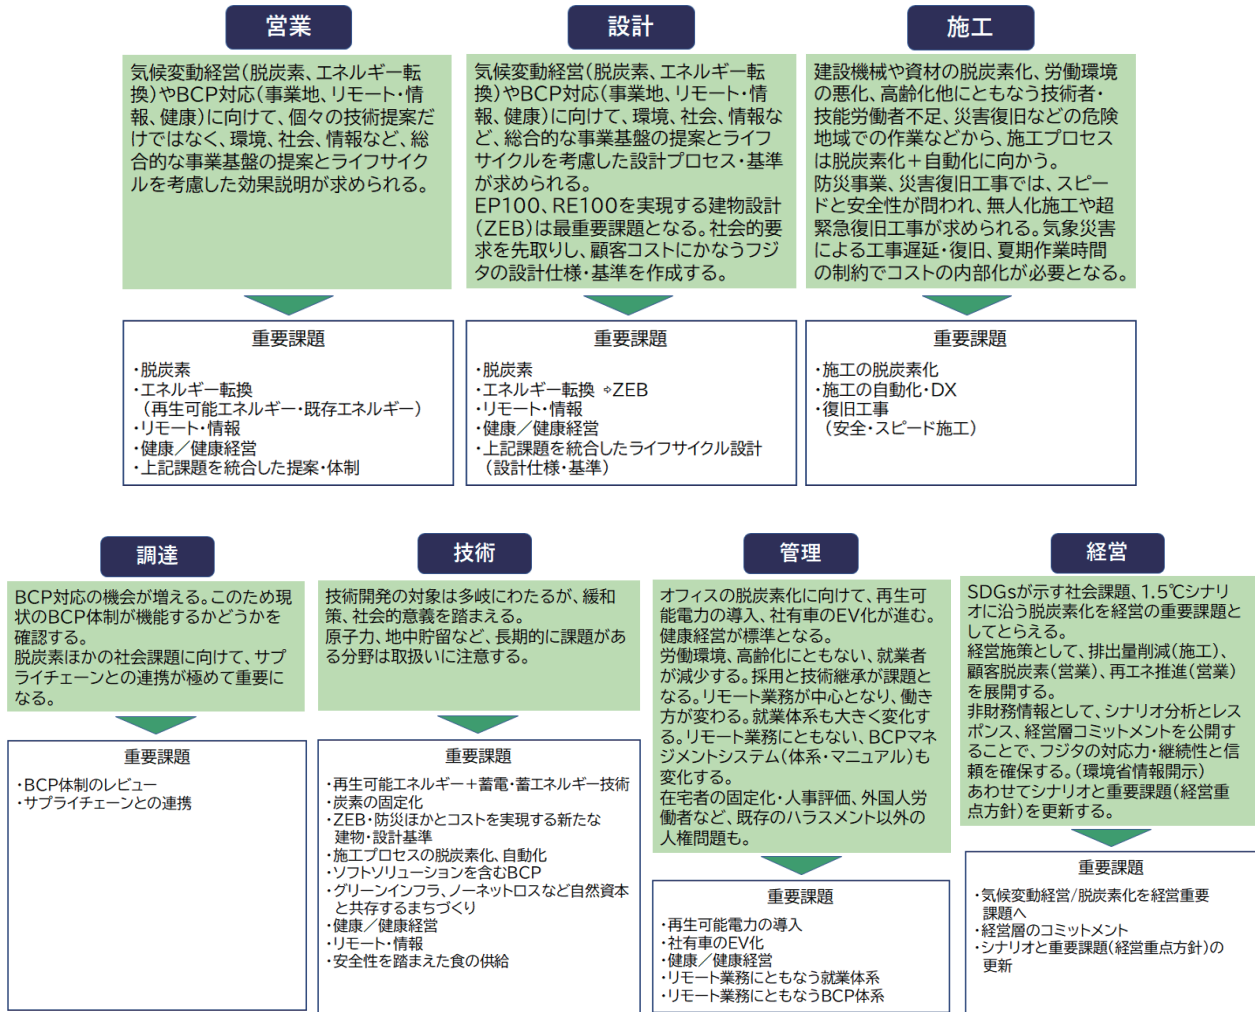 営業
気候変動経営(脱炭素、エネルギー転
換)やBCP対応(事業地、リモート・情
報、健康)に向けて、個々の技術提案だ
けではなく、環境、社会、情報など、総
合的な事業基盤の提案とライフサイク
ルを考慮した効果説明が求められる。
重要課題
・脱炭素
・エネルギー転換
(再生可能エネルギー・既存エネルギー)
・リモート・情報
・健康/健康経営
・上記課題を統合した提案・体制
設計
気候変動経営(脱炭素、エネルギー転
換)やBCP対応(事業地、リモート・情
報、健康)に向けて、環境、社会、情報な
ど、総合的な事業基盤の提案とライフ
サイクルを考慮した設計プロセス・基準
が求められる。
EP100、RE100を実現する建物設計
(ZEB)は最重要課題となる。社会的要
求を先取りし、顧客コストにかなうフジ
タの設計仕様・基準を作成する。
重要課題
・脱炭素
・エネルギー転換 ⇨ZEB
・リモート・情報
・健康/健康経営
・上記課題を統合したライフサイクル設計
(設計仕様・基準)
施工
建設機械や資材の脱炭素化、労働環境
の悪化、高齢化他にともなう技術者・
技能労働者不足、災害復旧などの危険
地域での作業などから、施工プロセス
は脱炭素化+自動化に向かう。
防災事業、災害復旧工事では、スピー
ドと安全性が問われ、無人化施工や超
緊急復旧工事が求められる。気象災害
による工事遅延・復旧、夏期作業時間
の制約でコストの内部化が必要となる。
重要課題
・施工の脱炭素化
・施工の自動化・DX
・復旧工事
(安全・スピード施工)
調達
BCP対応の機会が増える。このため現
状のBCP体制が機能するかどうかを
確認する。
脱炭素ほかの社会課題に向けて、サプ
ライチェーンとの連携が極めて重要に
なる。
重要課題
・BCP体制のレビュー
・サプライチェーンとの連携
技術
技術開発の対象は多岐にわたるが、緩和
策、社会的意義を踏まえる。
原子力、地中貯留など、長期的に課題があ
る分野は取扱いに注意する。
重要課題
・再生可能エネルギー+蓄電・蓄エネルギー技術
・炭素の固定化
・ZEB・防災ほかとコストを実現する新たな
建物・設計基準
・施工プロセスの脱炭素化、自動化
・ソフトソリューションを含むBCP
・グリーンインフラ、ノーネットロスなど自然資本
と共存するまちづくり
・健康/健康経営
・リモート・情報
・安全性を踏まえた食の供給
管理
オフィスの脱炭素化に向けて、再生可
能電力の導入、社有車のEV化が進む。
健康経営が標準となる。
労働環境、高齢化にともない、就業者
が減少する。採用と技術継承が課題
となる。リモート業務が中心となり、働き
方が変わる。就業体系も大きく変化す
る。リモート業務にともない、BCPマネ
ジメントシステム(体系・マニュアル)も
変化する。
在宅者の固定化・人事評価、外国人労
働者など、既存のハラスメント以外の
人権問題も。
重要課題
・再生可能電力の導入
・社有車のEV化
・健康/健康経営
・リモート業務にともなう就業体系
・リモート業務にともなうBCP体系
経営
SDGsが示す社会課題、1.5℃シナリ
オに沿う脱炭素化を経営の重要課題と
してとらえる。
経営施策として、排出量削減(施工)、
顧客脱炭素(営業)、再エネ推進(営業)
を展開する。
非財務情報として、シナリオ分析とレス
ポンス、経営層コミットメントを公開す
ることで、フジタの対応力・継続性と信
頼を確保する。(環境省情報開示)
あわせてシナリオと重要課題(経営重
点方針)を更新する。
重要課題
・気候変動経営/脱炭素化を経営重要
課題へ
・経営層のコミットメント
・シナリオと重要課題(経営重点方針)の
更新